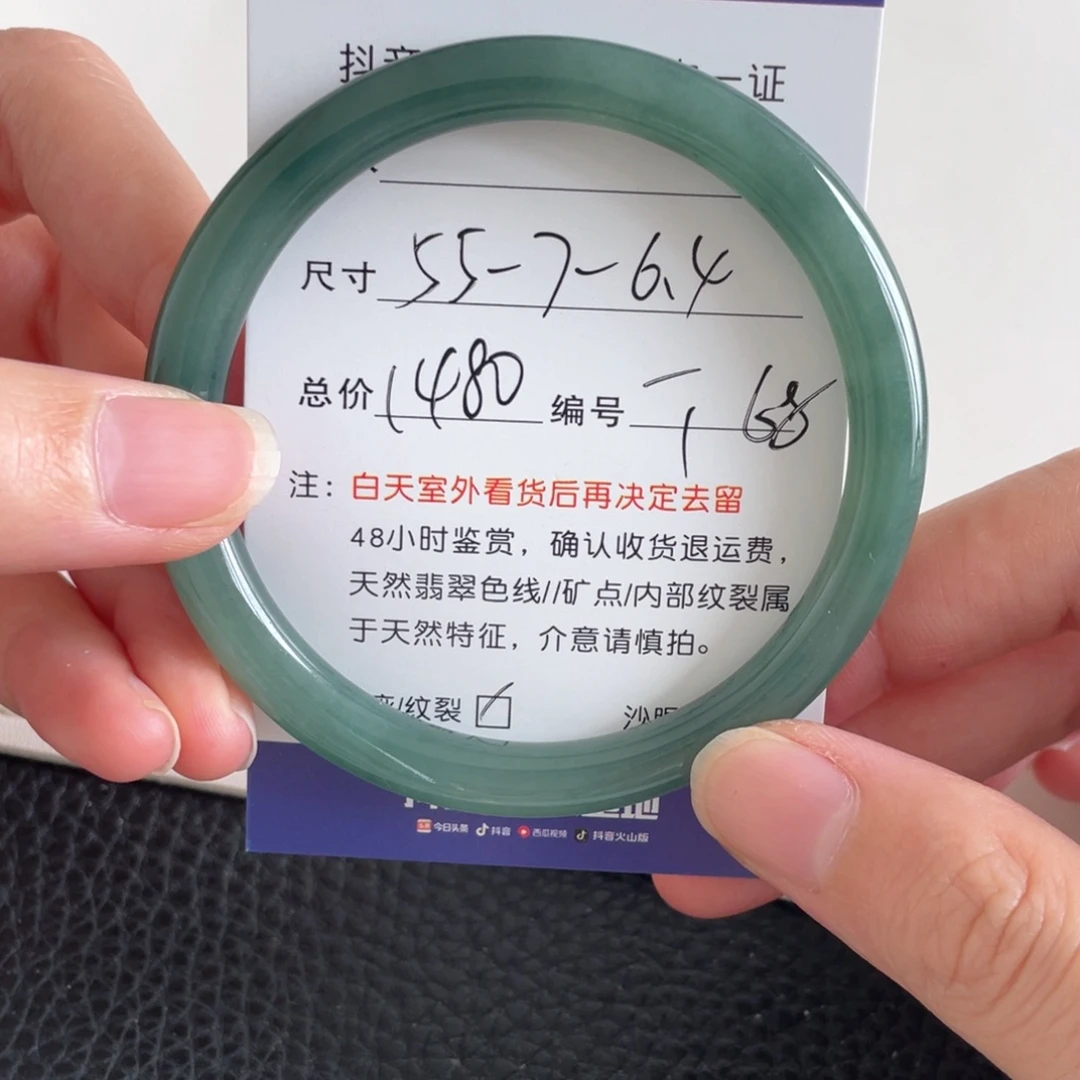 抖音 一证
尺寸 55-7-6.4
总价 1480 编号
注：白天室外看货后再决定去留
48小时鉴赏，确认收货退运费，
天然翡翠色线//矿点/内部纹裂属
于天然特征，介意请慎拍。
/纹裂
今日头条 抖音 西瓜视频 抖音火山版